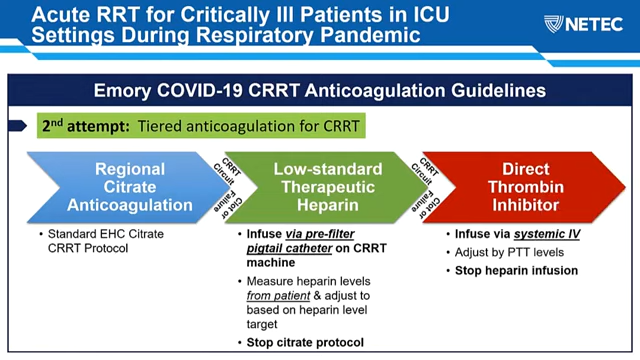 Acute RRT for Critically Ill Patients in ICU
Settings During Respiratory Pandemic
NETEC
Emory COVID-19 CRRT Anticoagulation Guidelines
2nd attempt: Tiered anticoagulation for CRRT
Regional
Citrate
Anticoagulation
CRRT
Circuit
Clot or
Failure
Low-standard
Therapeutic
Heparin
CRRT
Circuit
Clot or
Failure
Direct
Thrombin
Inhibitor
• Standard EHC Citrate
CRRT Protocol
• Infuse via pre-filter
pigtail catheter on CRRT
machine
• Measure heparin levels
from patient & adjust to
based on heparin level
target
• Stop citrate protocol
• Infuse via systemic IV
• Adjust by PTT levels
• Stop heparin infusion